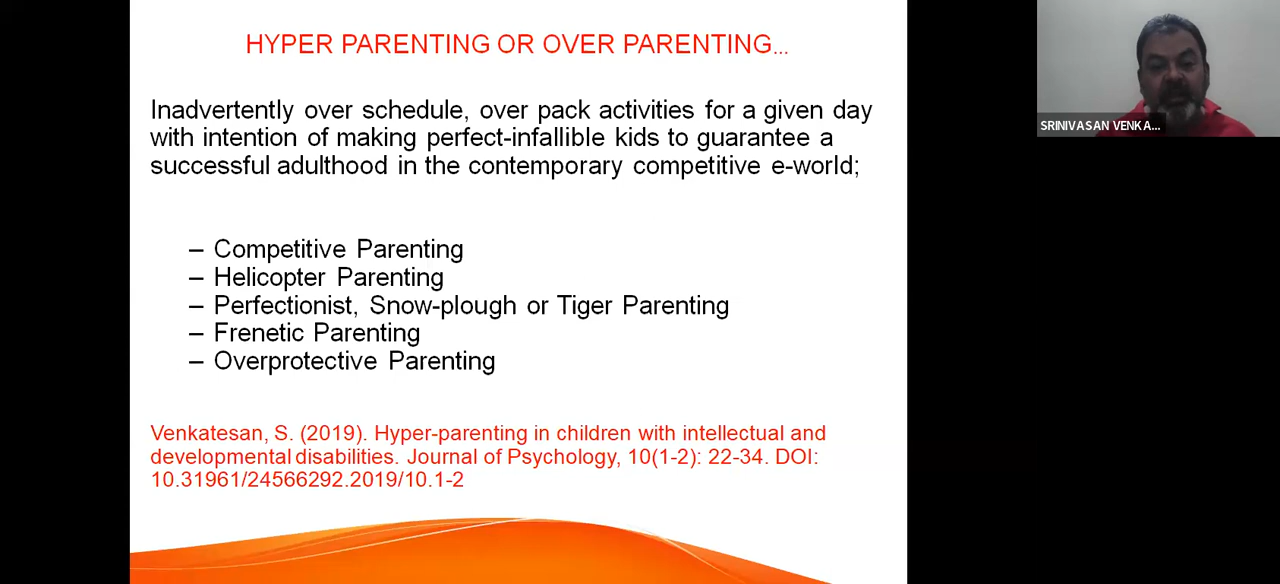 HYPER PARENTING OR OVER PARENTING...
Inadvertently over schedule, over pack activities for a given day
with intention of making perfect-infallible kids to guarantee a
successful adulthood in the contemporary competitive e-world;
– Competitive Parenting
– Helicopter Parenting
– Perfectionist, Snow-plough or Tiger Parenting
– Frenetic Parenting
– Overprotective Parenting
Venkatesan, S. (2019). Hyper-parenting in children with intellectual and
developmental disabilities. Journal of Psychology, 10(1-2): 22-34. DOI:
10.31961/24566292.2019/10.1-2
SRINIVASAN VENKA...